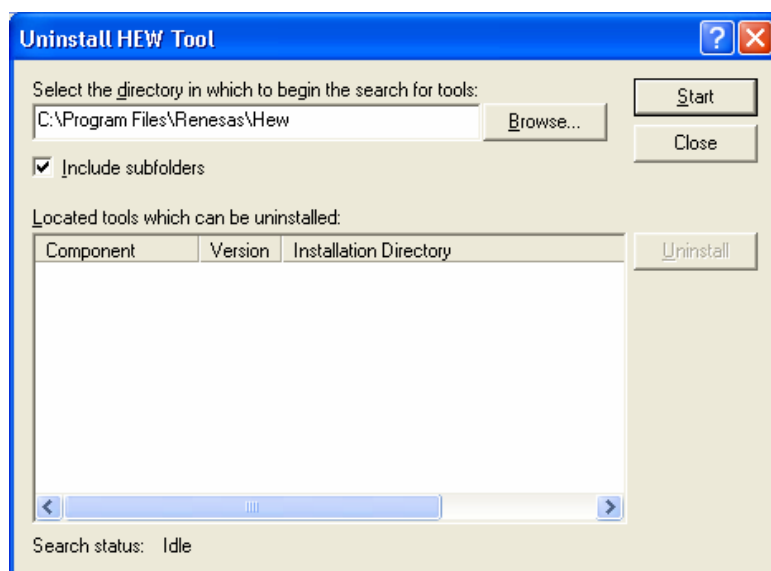 Uninstall HEW Tool
Select the directory in which to begin the search for tools:
C:\Program Files\Renesas\Hew
Browse...
Start
Close
Include subfolders
Located tools which can be uninstalled:
Component Version Installation Directory
Uninstall
Search status: Idle